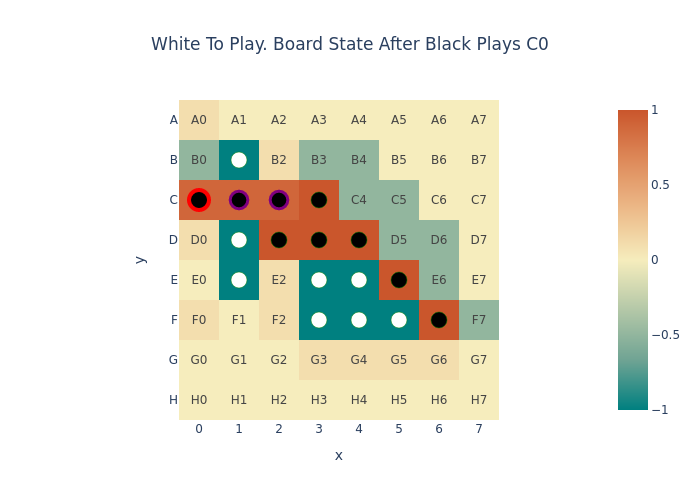 White To Play. Board State After Black Plays C0
A A0 A1 A2 A3 A4 A5 A6 A7
B B0 B2 B3 B4 B5 B6 B7
C C4 C5 C6 C7
D D0 D5 D6 D7
E E0 E2 E6 E7
F F0 F1 F2 F7
G G0 G1 G2 G3 G4 G5 G6 G7
H H0 H1 H2 H3 H4 H5 H6 H7
0 1 2 3 4 5 6 7
x
y
1
0.5
0
−0.5
−1